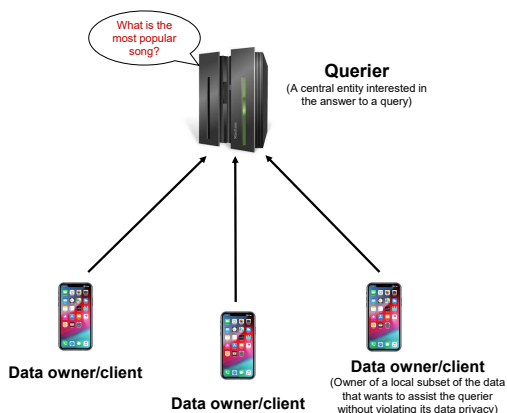 What is the
most popular
song?
Querier
(A central entity interested in
the answer to a query)
Data owner/client
Data owner/client
Data owner/client
(Owner of a local subset of the data
that wants to assist the querier
without violating its data privacy)